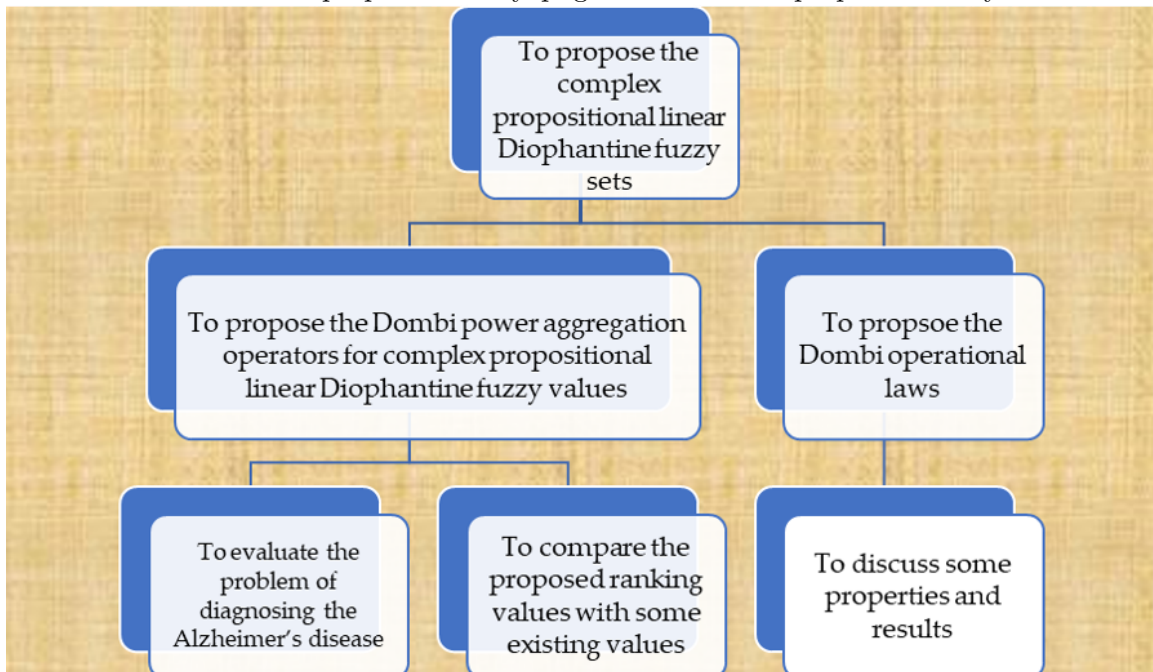 To propose the
complex
propositional linear
Diophantine fuzzy
sets
To propose the Dombi power aggregation
operators for complex propositional
linear Diophantine fuzzy values
To propsoe the
Dombi operational
laws
To evaluate the
problem of
diagnosing the
Alzheimer's disease
To compare the
proposed ranking
values with some
existing values
To discuss some
properties and
results